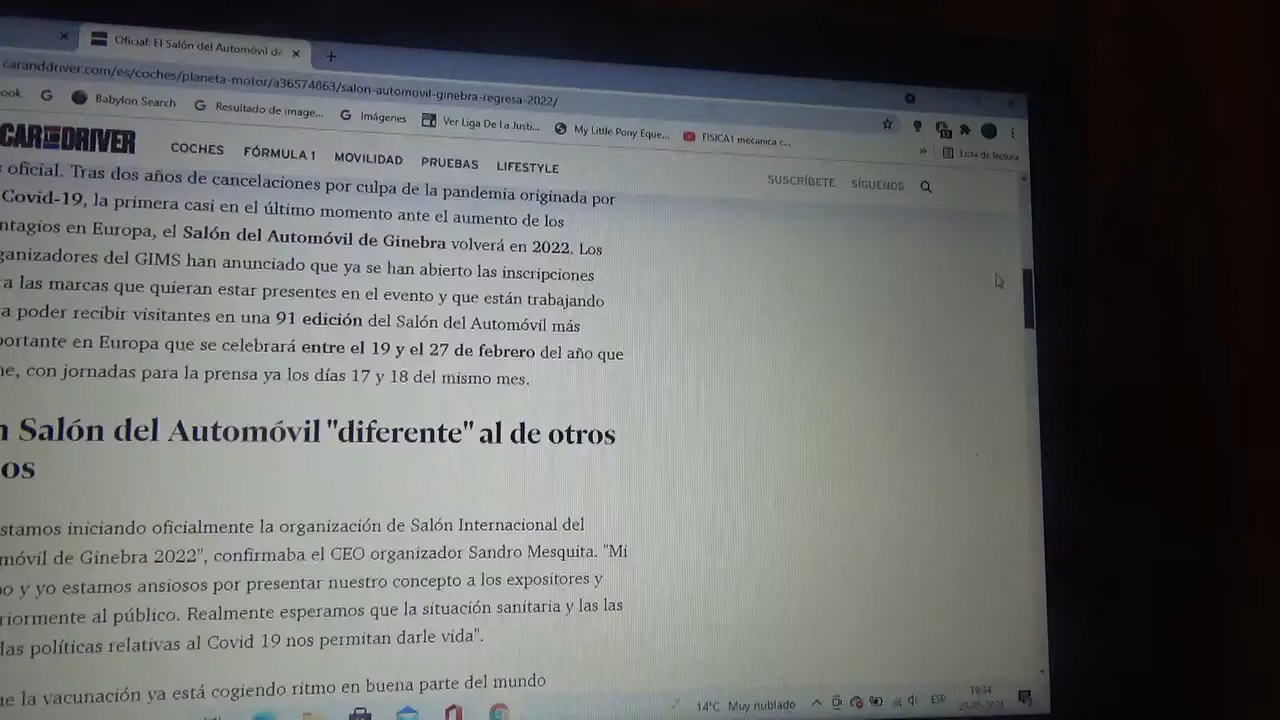 Oficial: El Salón del Automóvil de
caranddriver.com/es/coches/planeta-motor/a36574863/salon-automovil-ginebra-regresa-2022/
ook
Babylon Search
Resultado de image...
Imágenes
Ver Liga De La Justi...
My Little Pony Eque...
FISICA1 mecanica c...
»
Lista de lectura
CAR AND DRIVER
COCHES FÓRMULA 1 MOVILIDAD PRUEBAS LIFESTYLE
SUSCRÍBETE SÍGUENOS
s oficial. Tras dos años de cancelaciones por culpa de la pandemia originada por
Covid-19, la primera casi en el último momento ante el aumento de los
ntagios en Europa, el Salón del Automóvil de Ginebra volverá en 2022. Los
ganizadores del GIMS han anunciado que ya se han abierto las inscripciones
a las marcas que quieran estar presentes en el evento y que están trabajando
a poder recibir visitantes en una 91 edición del Salón del Automóvil más
portante en Europa que se celebrará entre el 19 y el 27 de febrero del año que
ne, con jornadas para la prensa ya los días 17 y 18 del mismo mes.
n Salón del Automóvil "diferente" al de otros
os
stamos iniciando oficialmente la organización de Salón Internacional del
móvil de Ginebra 2022", confirmaba el CEO organizador Sandro Mesquita. "Mi
po y yo estamos ansiosos por presentar nuestro concepto a los expositores y
riormente al público. Realmente esperamos que la situación sanitaria y las las
das políticas relativas al Covid 19 nos permitan darle vida".
ue la vacunación ya está cogiendo ritmo en buena parte del mundo
14°C Muy nublado
ESP
19:34